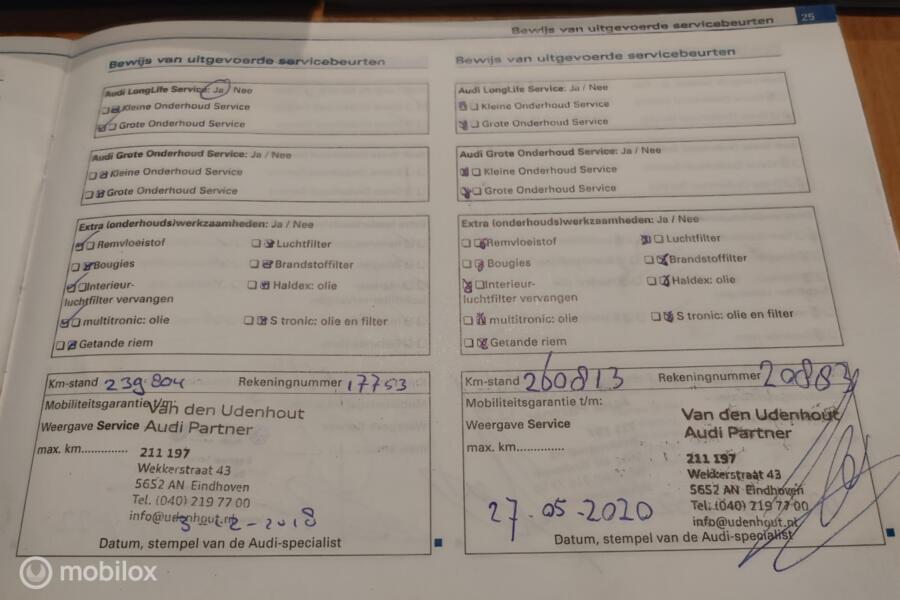 Bewijs van uitgevoerde servicebeurten 25
Bewijs van uitgevoerde servicebeurten
Audi LongLife Service: Ja / Nee
Kleine Onderhoud Service
Grote Onderhoud Service
Audi Grote Onderhoud Service: Ja / Nee
Kleine Onderhoud Service
Grote Onderhoud Service
Extra (onderhouds)werkzaamheden: Ja / Nee
Remvloeistof Luchtfilter
Bougies Brandstoffilter
Interieur- Haldex: olie
luchtfilter vervangen
multitronic: olie S tronic: olie en filter
Getande riem
Km-stand 239.804 Rekeningnummer 17753
Mobiliteitsgarantie t/m:
Van den Udenhout
Weergave Service Audi Partner
max. km..............
211 197
Wekkerstraat 43
5652 AN Eindhoven
Tel. (040) 219 77 00
info@udenhout.nl
Datum, stempel van de Audi-specialist
Bewijs van uitgevoerde servicebeurten
Audi LongLife Service: Ja / Nee
Kleine Onderhoud Service
Grote Onderhoud Service
Audi Grote Onderhoud Service: Ja / Nee
Kleine Onderhoud Service
Grote Onderhoud Service
Extra (onderhouds)werkzaamheden: Ja / Nee
Remvloeistof Luchtfilter
Bougies Brandstoffilter
Interieur- Haldex: olie
luchtfilter vervangen
multitronic: olie S tronic: olie en filter
Getande riem
Km-stand 260813 Rekeningnummer 20883
Mobiliteitsgarantie t/m:
Van den Udenhout
Weergave Service Audi Partner
max. km..............
211 197
Wekkerstraat 43
5652 AN Eindhoven
27-05-2020 Tel. (040) 219 77 00
info@udenhout.nl
Datum, stempel van de Audi-specialist
mobilox